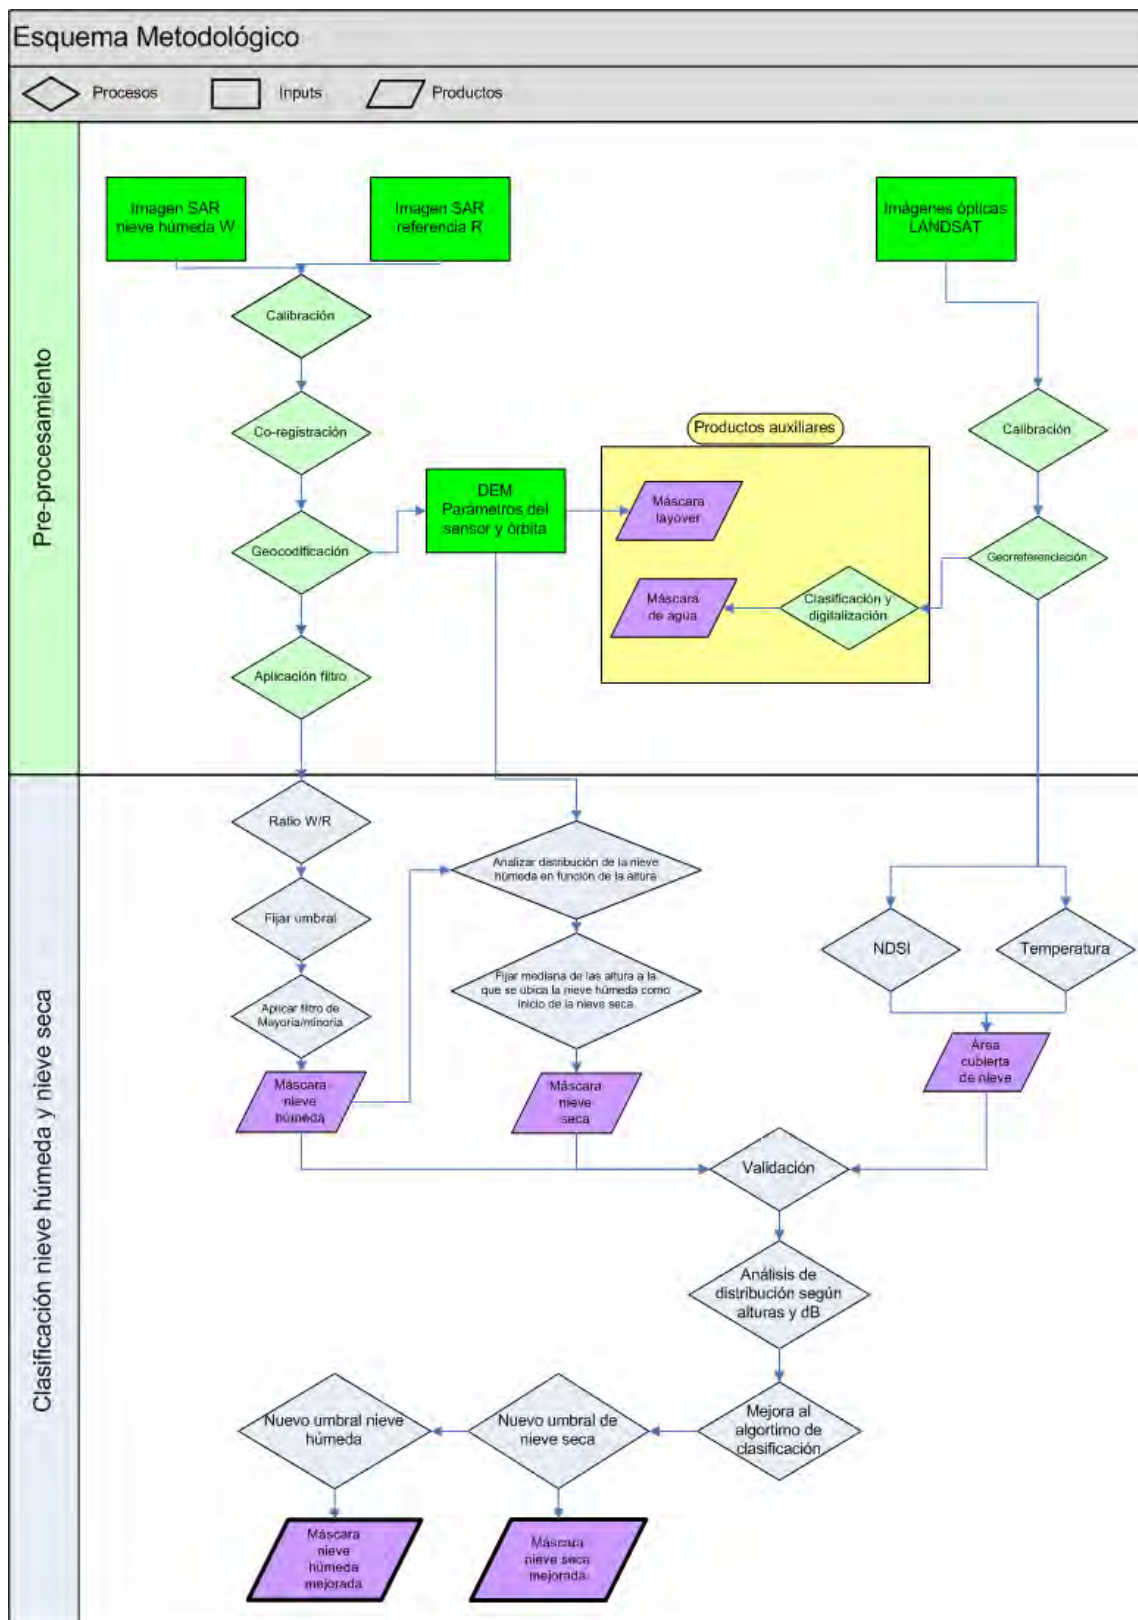 Esquema Metodológico
Procesos
Inputs
Productos
Pre-procesamiento
Imagen SAR
nieve húmeda W
Imagen SAR
referencia R
Imágenes ópticas
LANDSAT
Calibración
Co-registración
Geocodificación
Aplicación filtro
DEM
Parámetros del
sensor y órbita
Productos auxiliares
Máscara
layover
Máscara
de agua
Clasificación y
digitalización
Calibración
Georreferenciación
Clasificación nieve húmeda y nieve seca
Ratio W/R
Fijar umbral
Aplicar filtro de
Mayoria/minoria
Máscara
nieve
húmeda
Analizar distribución de la nieve
húmeda en función de la altura
Fijar mediana de las altura a la
que se úbica la nieve húmeda como
inicio de la nieve seca
Máscara
nieve
seca
NDSI
Temperatura
Área
cubierta
de nieve
Validación
Análisis de
distribución según
alturas y dB
Mejora al
algortimo de
clasificación
Nuevo umbral de
nieve seca
Nuevo umbral nieve
húmeda
Máscara
nieve
húmeda
mejorada
Máscara
nieve seca
mejorada